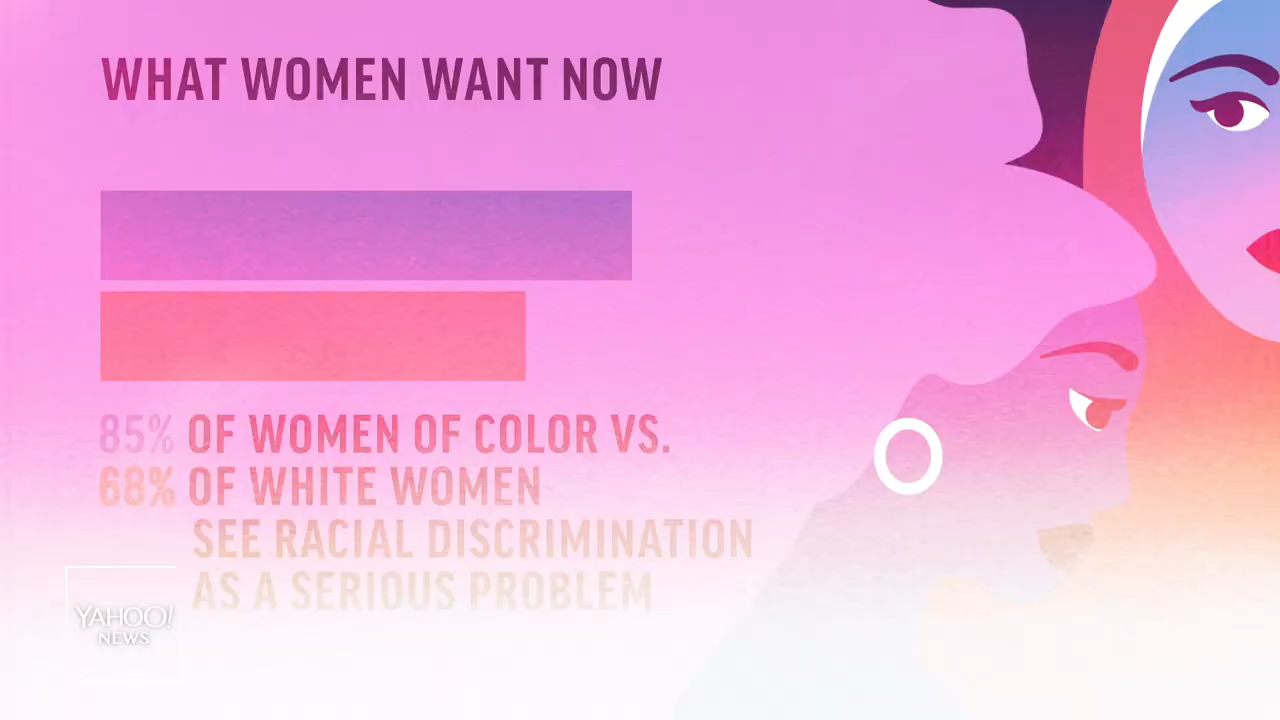 WHAT WOMEN WANT NOW
85% OF WOMEN OF COLOR VS.
68% OF WHITE WOMEN
SEE RACIAL DISCRIMINATION
AS A SERIOUS PROBLEM
YAHOO!
NEWS